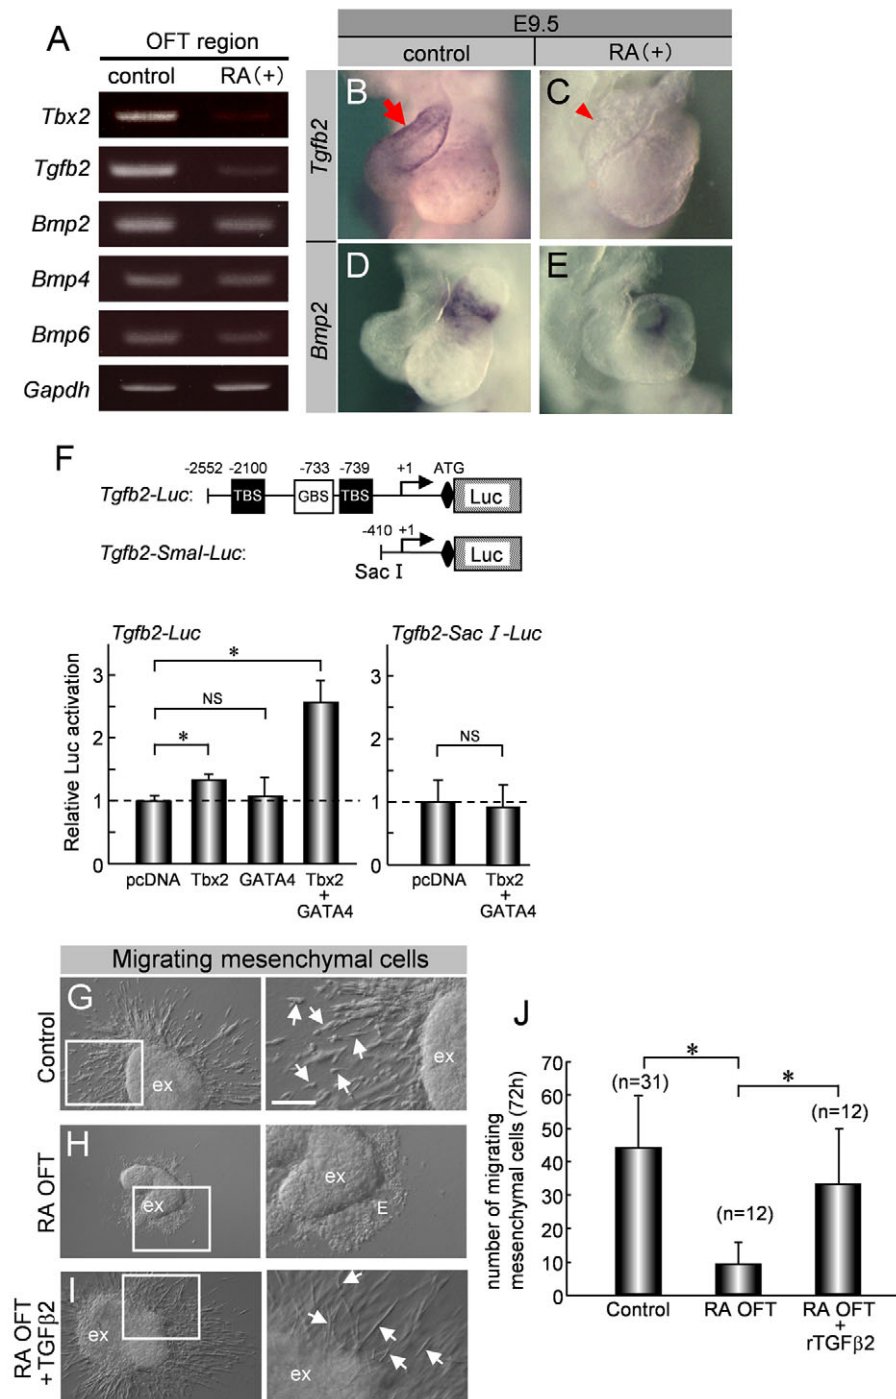 A
OFT region
control RA(+)
Tbx2
Tgfb2
Bmp2
Bmp4
Bmp6
Gapdh
E9.5
control RA(+)
Tgfb2
B
C
Bmp2
D
E
F
-2552 -2100 -733 -739 +1 ATG
Tgfb2-Luc: TBS GBS TBS Luc
-410 +1
Tgfb2-SmaI-Luc: Luc
Sac I
Tgfb2-Luc
Relative Luc activation
3
2
1
0
*
NS
*
pcDNA Tbx2 GATA4 Tbx2 + GATA4
Tgfb2-Sac I-Luc
3
2
1
0
NS
pcDNA Tbx2 + GATA4
Migrating mesenchymal cells
Control
G
ex
ex
RA OFT
H
ex
ex
E
RA OFT
+TGFβ2
I
ex
ex
J
number of migrating
mesenchymal cells (72h)
70
60
50
40
30
20
10
0
*
*
(n=31)
(n=12)
(n=12)
Control RA OFT RA OFT
+
rTGFβ2